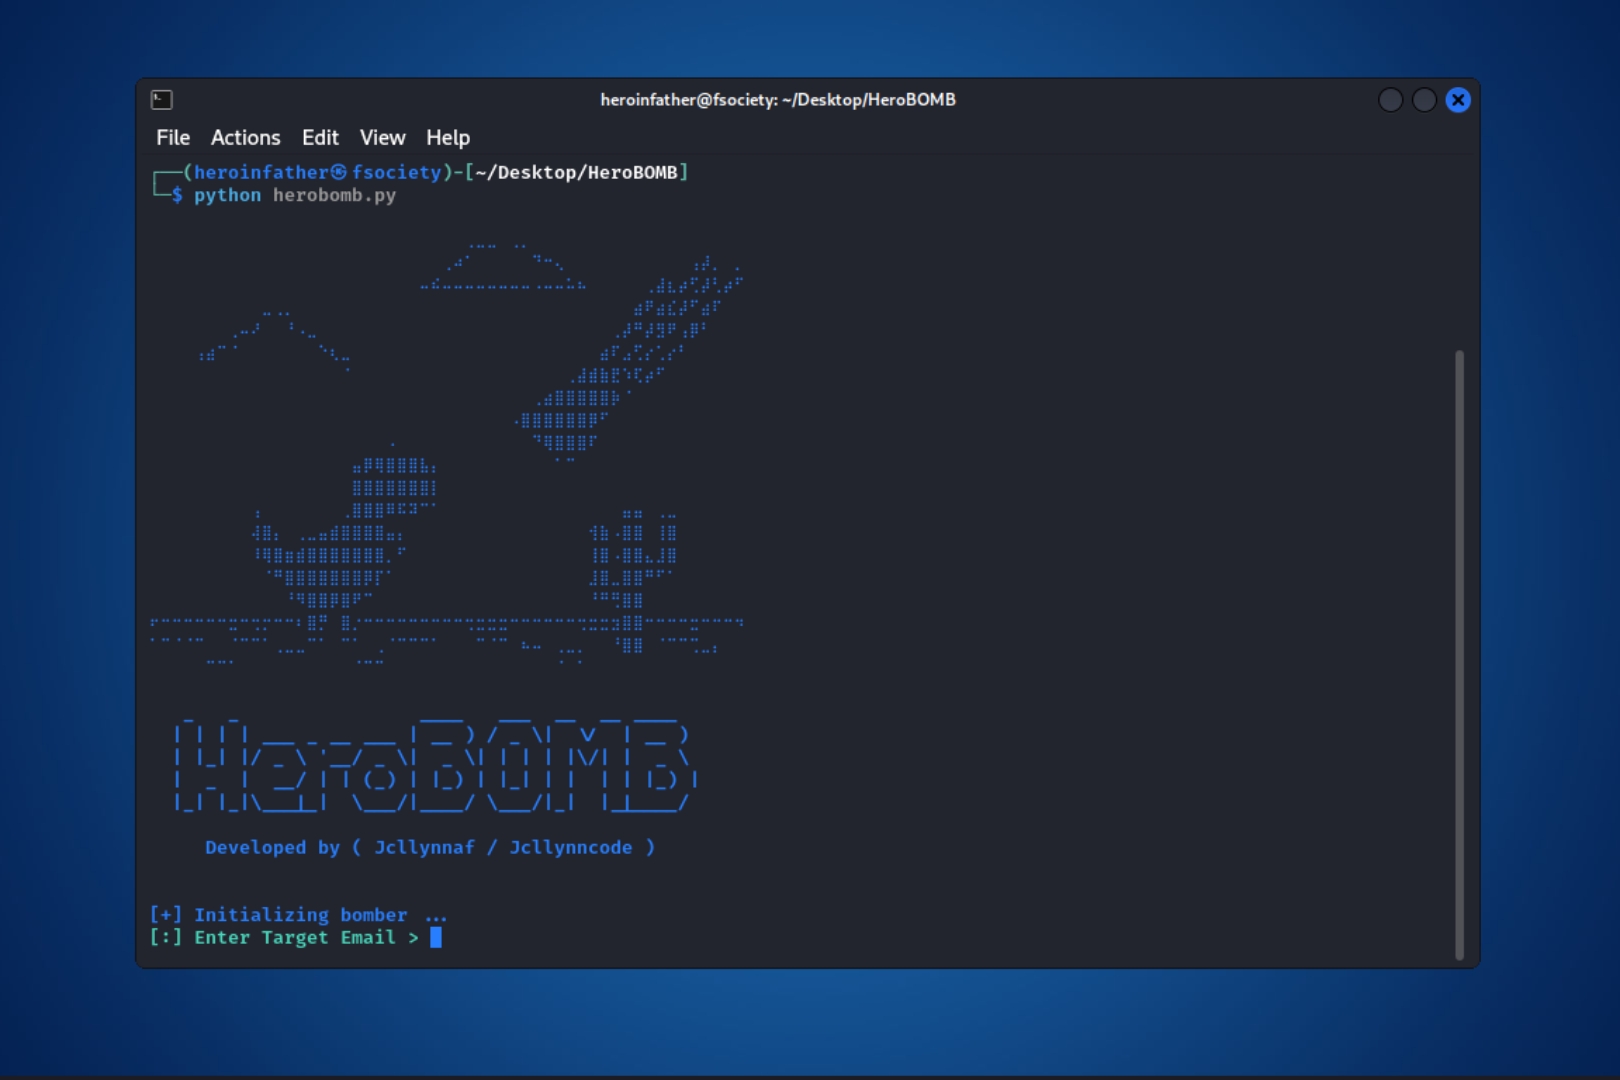 heroinfather@fsociety: ~/Desktop/HeroBOMB
File Actions Edit View Help
┌──(heroinfather㉿fsociety)-[~/Desktop/HeroBOMB]
└─$ python herobomb.py
HeroBOMB
Developed by ( Jcllynnaf / Jcllynncode )
[+] Initializing bomber ...
[:] Enter Target Email >